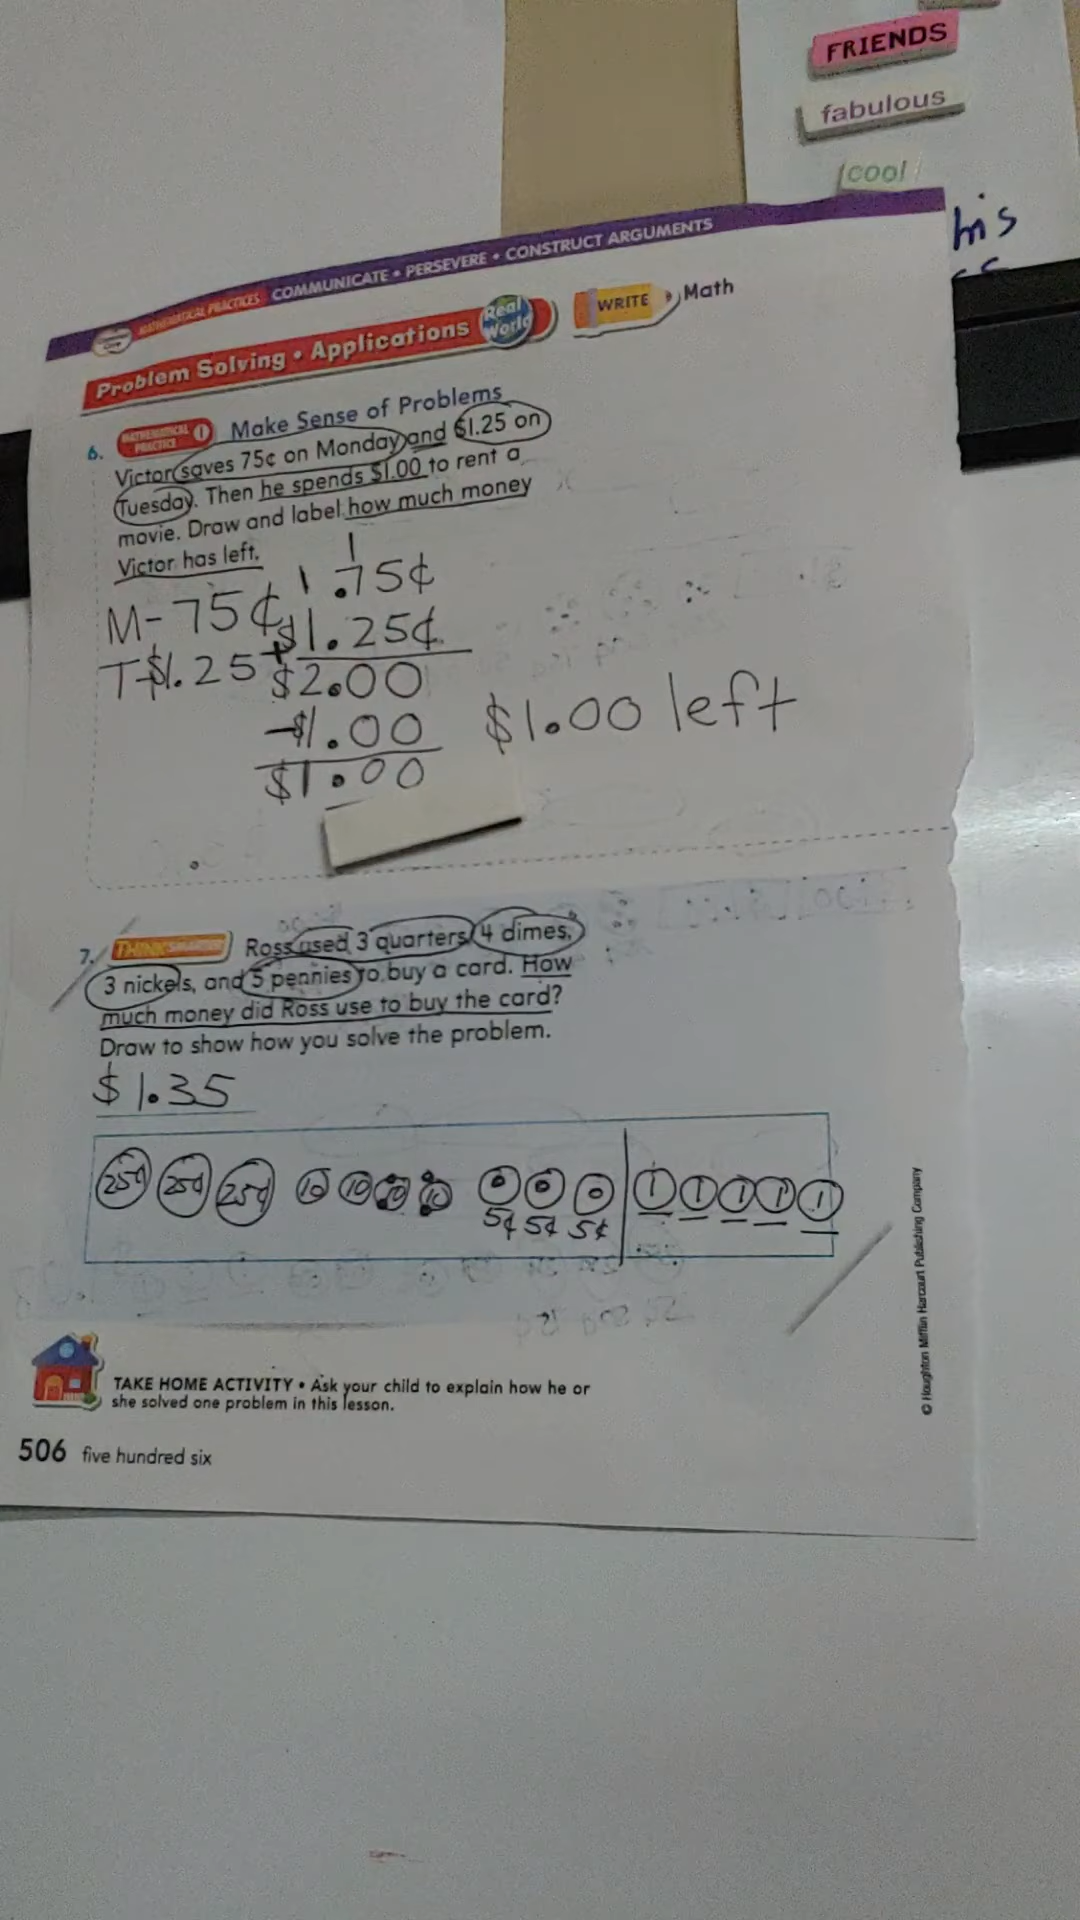 FRIENDS
fabulous
cool
his
MATHEMATICAL PRACTICES COMMUNICATE • PERSEVERE • CONSTRUCT ARGUMENTS
Problem Solving • Applications Real World WRITE Math
6. MATHEMATICAL PRACTICE 1 Make Sense of Problems
Victor saves 75¢ on Monday and $1.25 on
Tuesday. Then he spends $1.00 to rent a
movie. Draw and label how much money
Victor has left.
1 1
.75¢
M-75¢
+$1.25¢
T-$1.25
$2.00
-$1.00
$1.00
$1.00 left
7. THINK SMARTER Ross used 3 quarters, 4 dimes,
3 nickels, and 5 pennies to buy a card. How
much money did Ross use to buy the card?
Draw to show how you solve the problem.
$1.35
25¢ 25¢ 25¢ 10 10 10 10 1 1 1 1 1
5¢ 5¢ 5¢
© Houghton Mifflin Harcourt Publishing Company
TAKE HOME ACTIVITY • Ask your child to explain how he or
she solved one problem in this lesson.
506 five hundred six